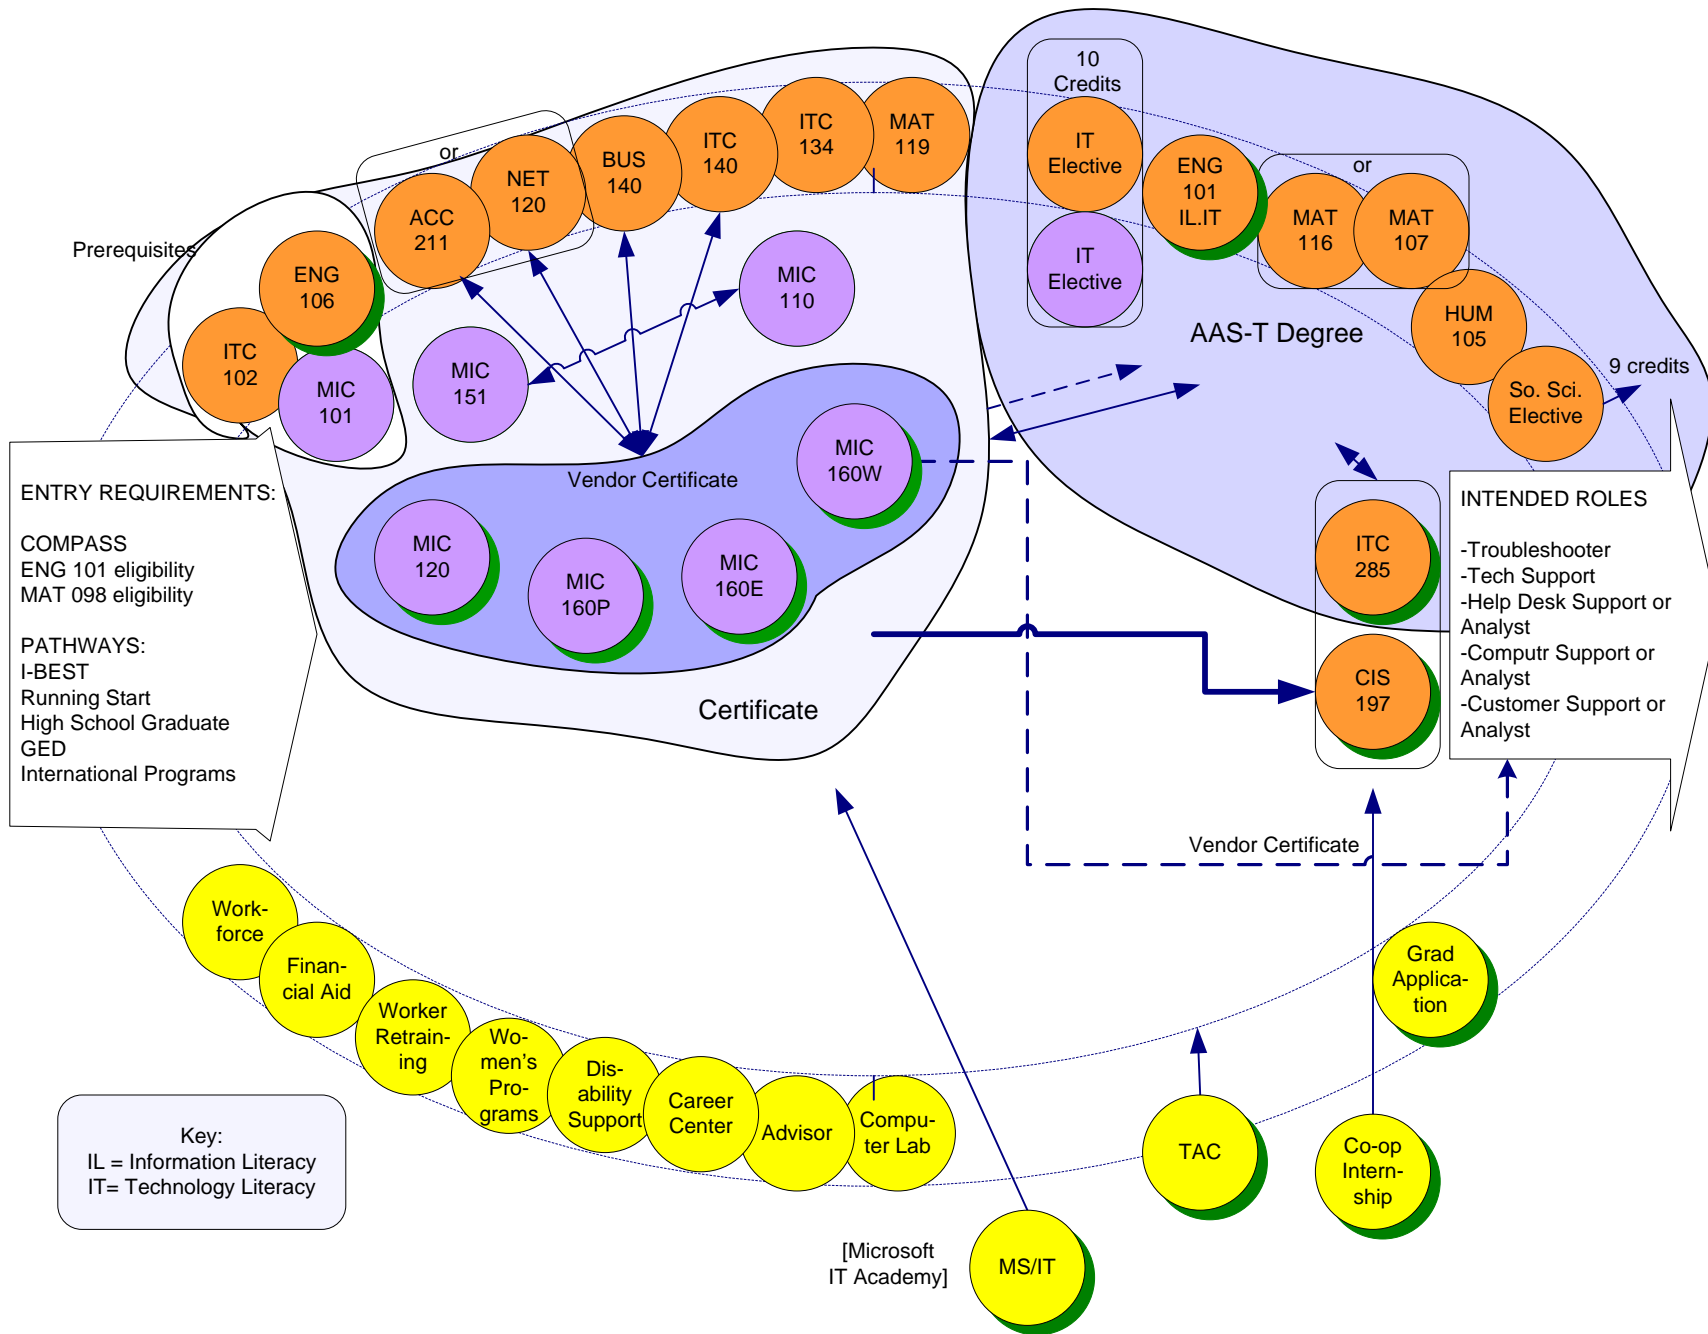 10
Credits
ITC
134
MAT
119
ITC
140
or
BUS
140
NET
120
ACC
211
IT
Elective
ENG
101
IL.IT
or
MAT
116
MAT
107
Prerequisites
ENG
106
MIC
110
IT
Elective
HUM
105
AAS-T Degree
ITC
102
MIC
101
MIC
151
9 credits
So. Sci.
Elective
MIC
160W
Vendor Certificate
MIC
120
MIC
160P
MIC
160E
Certificate
ENTRY REQUIREMENTS:
COMPASS
ENG 101 eligibility
MAT 098 eligibility
PATHWAYS:
I-BEST
Running Start
High School Graduate
GED
International Programs
ITC
285
CIS
197
INTENDED ROLES
-Troubleshooter
-Tech Support
-Help Desk Support or
Analyst
-Computr Support or
Analyst
-Customer Support or
Analyst
Vendor Certificate
Work-
force
Finan-
cial Aid
Worker
Retrain-
ing
Wo-
men's
Pro-
grams
Dis-
ability
Support
Career
Center
Advisor
Compu-
ter Lab
TAC
Co-op
Intern-
ship
Grad
Applica-
tion
Key:
IL = Information Literacy
IT= Technology Literacy
[Microsoft
IT Academy]
MS/IT